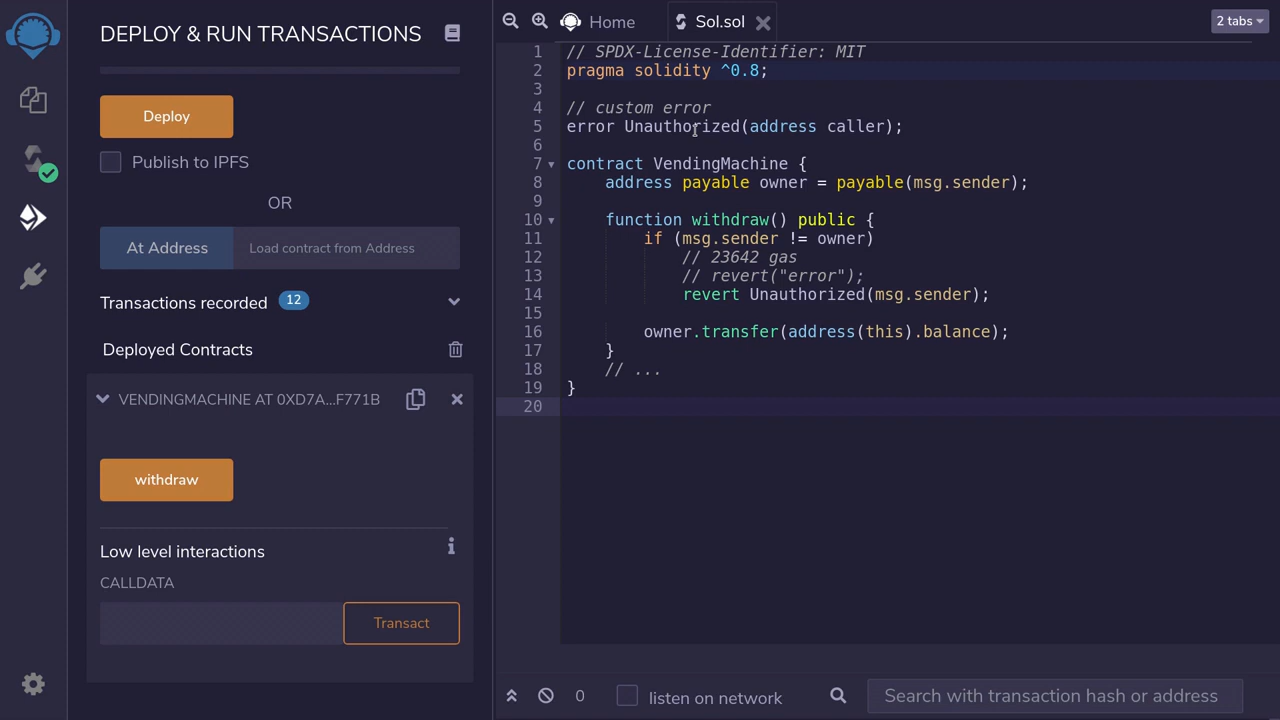 DEPLOY & RUN TRANSACTIONS
Deploy
Publish to IPFS
OR
At Address
Load contract from Address
Transactions recorded 12
Deployed Contracts
VENDINGMACHINE AT 0XD7A...F771B
withdraw
Low level interactions
CALLDATA
Transact
Home
Sol.sol
2 tabs
1 // SPDX-License-Identifier: MIT
2 pragma solidity ^0.8;
3
4 // custom error
5 error Unauthorized(address caller);
6
7 contract VendingMachine {
8 address payable owner = payable(msg.sender);
9
10 function withdraw() public {
11 if (msg.sender != owner)
12 // 23642 gas
13 // revert("error");
14 revert Unauthorized(msg.sender);
15
16 owner.transfer(address(this).balance);
17 }
18 // ...
19 }
20
0
listen on network
Search with transaction hash or address